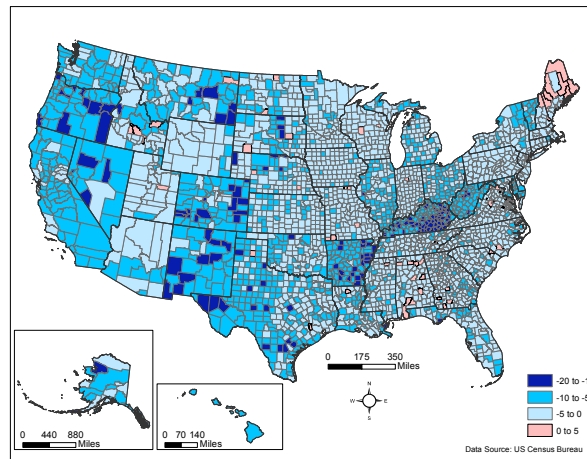 0 175 350
Miles
N
W E
S
0 440 880
Miles
0 70 140
Miles
-10 to -5
-5 to 0
0 to 5
Data Source: US Census Bureau